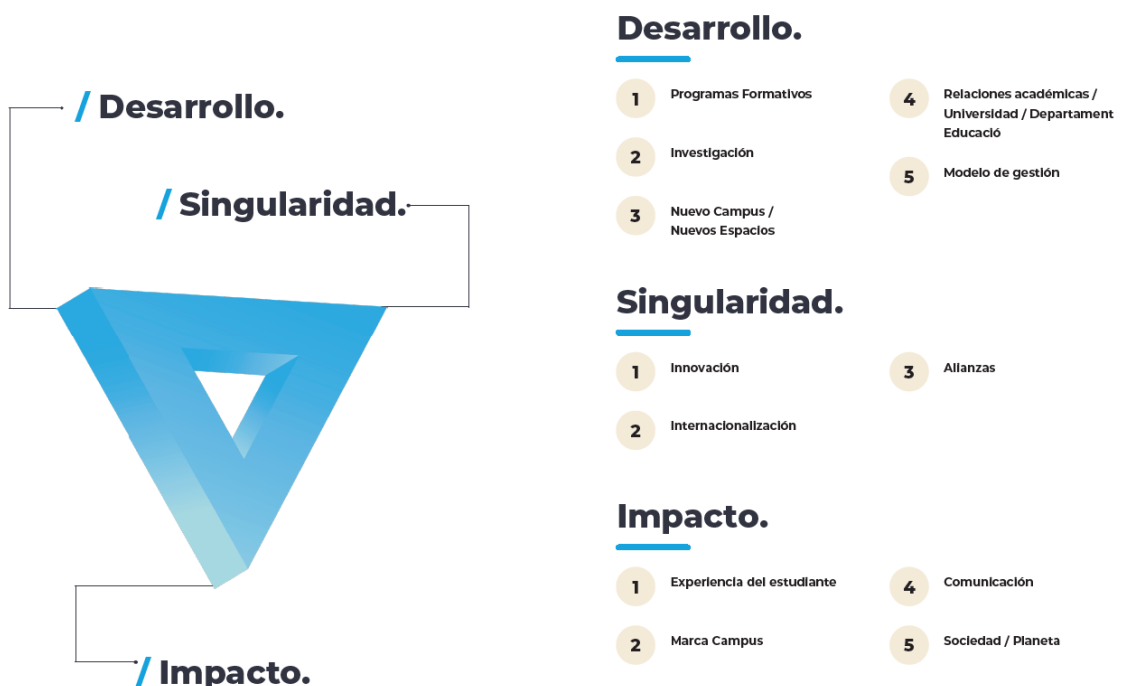 / Desarrollo.
/ Singularidad.
/ Impacto.
Desarrollo.
1 Programas Formativos
2 Investigación
3 Nuevo Campus /
Nuevos Espacios
4 Relaciones académicas /
Universidad / Departament
Educació
5 Modelo de gestión
Singularidad.
1 Innovación
2 Internacionalización
3 Alianzas
Impacto.
1 Experiencia del estudiante
2 Marca Campus
4 Comunicación
5 Sociedad / Planeta